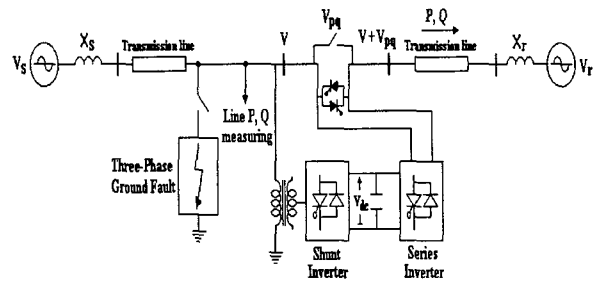 Vpq
P, Q
Xs
Transmission line
V
V+Vpq
Transmission line
Xr
Vs
Vr
Line P, Q
measuring
Three-Phase
Ground Fault
Vdc
Shunt
Inverter
Series
Inverter